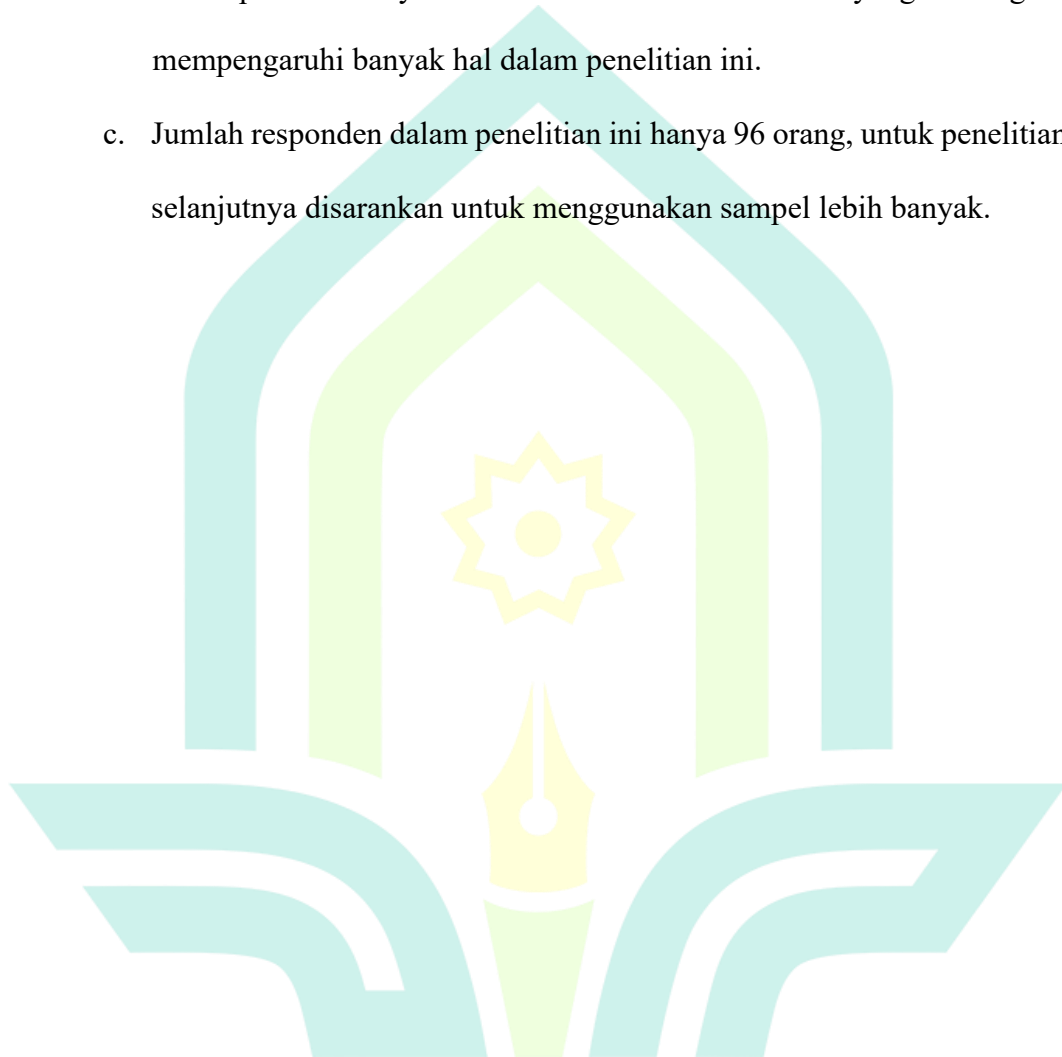 mempengaruhi banyak hal dalam penelitian ini.
c. Jumlah responden dalam penelitian ini hanya 96 orang, untuk penelitian
selanjutnya disarankan untuk menggunakan sampel lebih banyak.